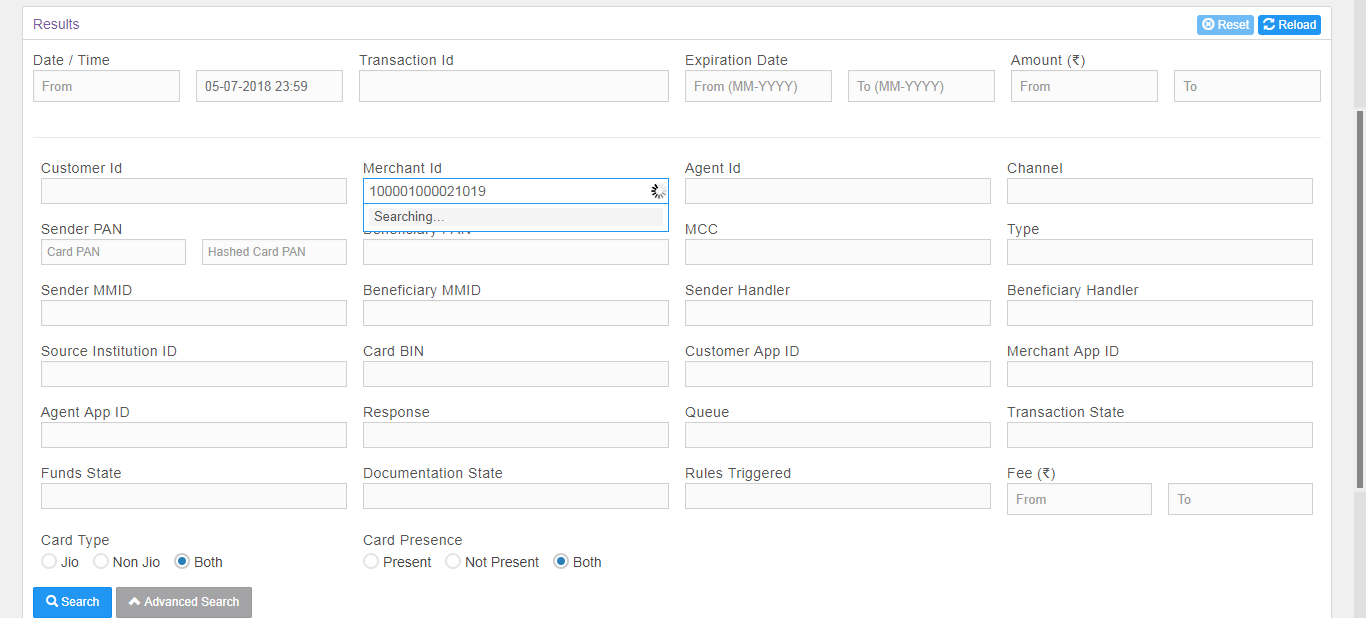 Results
Reset Reload
Date / Time Transaction Id Expiration Date Amount (₹)
From 05-07-2018 23:59 From (MM-YYYY) To (MM-YYYY) From To
Customer Id Merchant Id Agent Id Channel
100001000021019
Searching…
Sender PAN Beneficiary PAN MCC Type
Card PAN Hashed Card PAN
Sender MMID Beneficiary MMID Sender Handler Beneficiary Handler
Source Institution ID Card BIN Customer App ID Merchant App ID
Agent App ID Response Queue Transaction State
Funds State Documentation State Rules Triggered Fee (₹)
From To
Card Type Card Presence
Jio Non Jio Both Present Not Present Both
Search Advanced Search